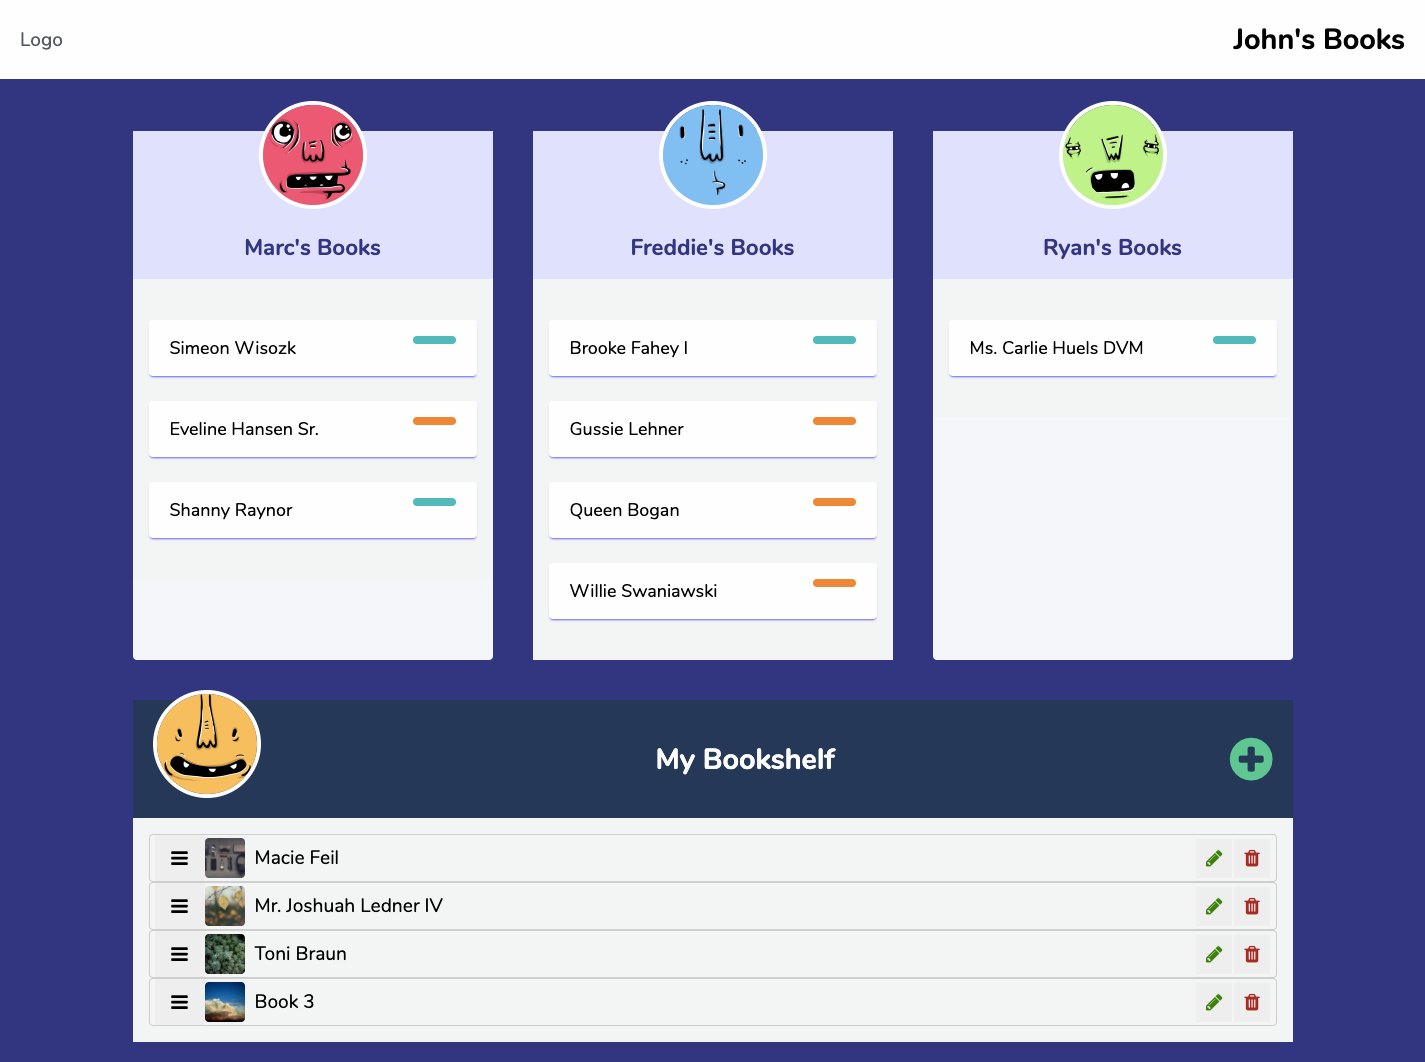 Logo
John's Books
Marc's Books
Simeon Wisozk
Eveline Hansen Sr.
Shanny Raynor
Freddie's Books
Brooke Fahey I
Gussie Lehner
Queen Bogan
Willie Swaniawski
Ryan's Books
Ms. Carlie Huels DVM
My Bookshelf
Macie Feil
Mr. Joshuah Ledner IV
Toni Braun
Book 3